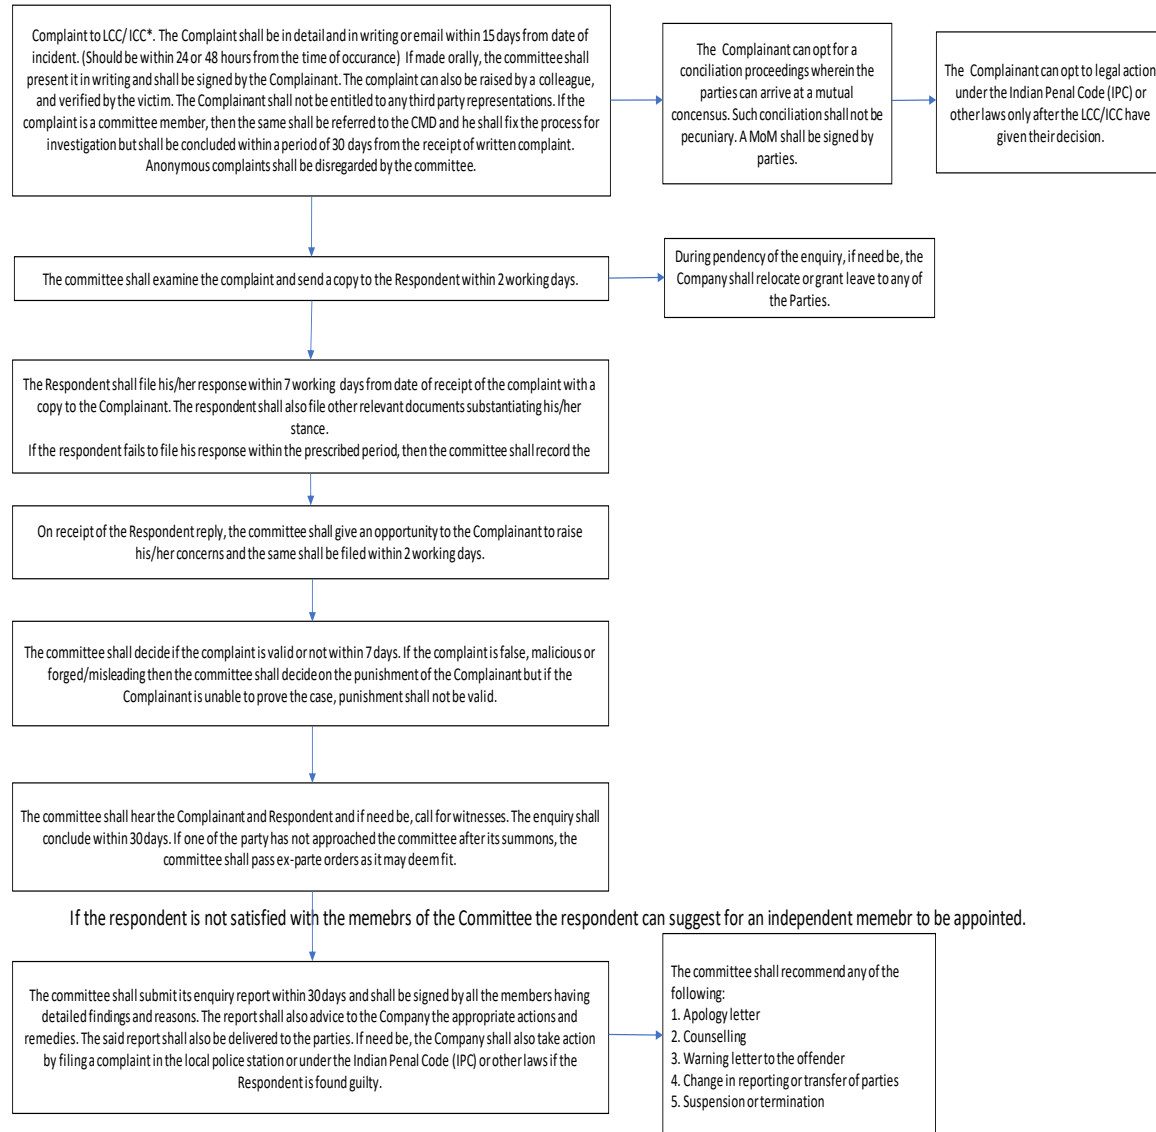 Complaint to LCC/ ICC*. The Complaint shall be in detail and in writing or email within 15 days from date of
incident. (Should be within 24 or 48 hours from the time of occurance) If made orally, the committee shall
present it in writing and shall be signed by the Complainant. The complaint can also be raised by a colleague,
and verified by the victim. The Complainant shall not be entitled to any third party representations. If the
complaint is a committee member, then the same shall be referred to the CMD and he shall fix the process for
investigation but shall be concluded within a period of 30 days from the receipt of written complaint.
Anonymous complaints shall be disregarded by the committee.
The Complainant can opt for a
conciliation proceedings wherein the
parties can arrive at a mutual
concensus. Such conciliation shall not be
pecuniary. A MoM shall be signed by
parties.
The Complainant can opt to legal action
under the Indian Penal Code (IPC) or
other laws only after the LCC/ICC have
given their decision.
The committee shall examine the complaint and send a copy to the Respondent within 2 working days.
During pendency of the enquiry, if need be, the
Company shall relocate or grant leave to any of
the Parties.
The Respondent shall file his/her response within 7 working days from date of receipt of the complaint with a
copy to the Complainant. The respondent shall also file other relevant documents substantiating his/her
stance.
If the respondent fails to file his response within the prescribed period, then the committee shall record the
On receipt of the Respondent reply, the committee shall give an opportunity to the Complainant to raise
his/her concerns and the same shall be filed within 2 working days.
The committee shall decide if the complaint is valid or not within 7 days. If the complaint is false, malicious or
forged/misleading then the committee shall decide on the punishment of the Complainant but if the
Complainant is unable to prove the case, punishment shall not be valid.
The committee shall hear the Complainant and Respondent and if need be, call for witnesses. The enquiry shall
conclude within 30 days. If one of the party has not approached the committee after its summons, the
committee shall pass ex-parte orders as it may deem fit.
If the respondent is not satisfied with the memebrs of the Committee the respondent can suggest for an independent memebr to be appointed.
The committee shall submit its enquiry report within 30 days and shall be signed by all the members having
detailed findings and reasons. The report shall also advice to the Company the appropriate actions and
remedies. The said report shall also be delivered to the parties. If need be, the Company shall also take action
by filing a complaint in the local police station or under the Indian Penal Code (IPC) or other laws if the
Respondent is found guilty.
The committee shall recommend any of the
following:
1. Apology letter
2. Counselling
3. Warning letter to the offender
4. Change in reporting or transfer of parties
5. Suspension or termination